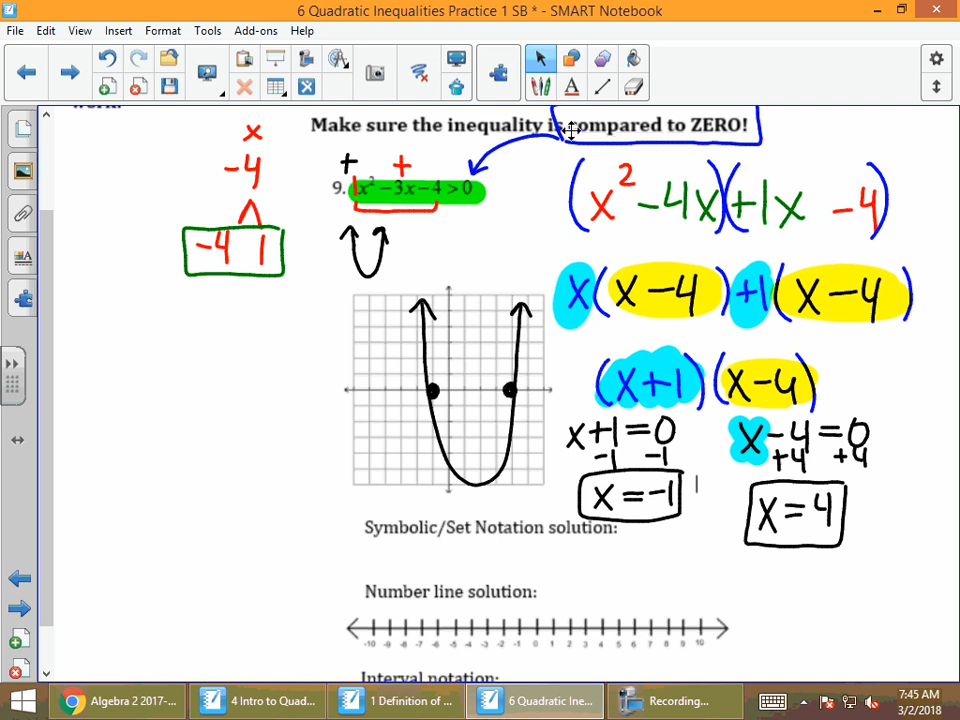 6 Quadratic Inequalities Practice 1 SB * - SMART Notebook
File Edit View Insert Format Tools Add-ons Help
Make sure the inequality is compared to ZERO!
x
-4
-4 1
+ +
9. 1x² − 3x − 4 > 0
(x² -4x)(+1x -4)
x(x-4)+1(x-4)
(x+1)(x-4)
x+1=0
-1 -1
x=-1
x-4=0
+4 +4
x=4
Symbolic/Set Notation solution:
Number line solution:
-10 -9 -8 -7 -6 -5 -4 -3 -2 -1 0 1 2 3 4 5 6 7 8 9 10
Interval notation:
Algebra 2 2017-... 4 Intro to Quad... 1 Definition of ... 6 Quadratic Ine... Recording...
7:45 AM
3/2/2018